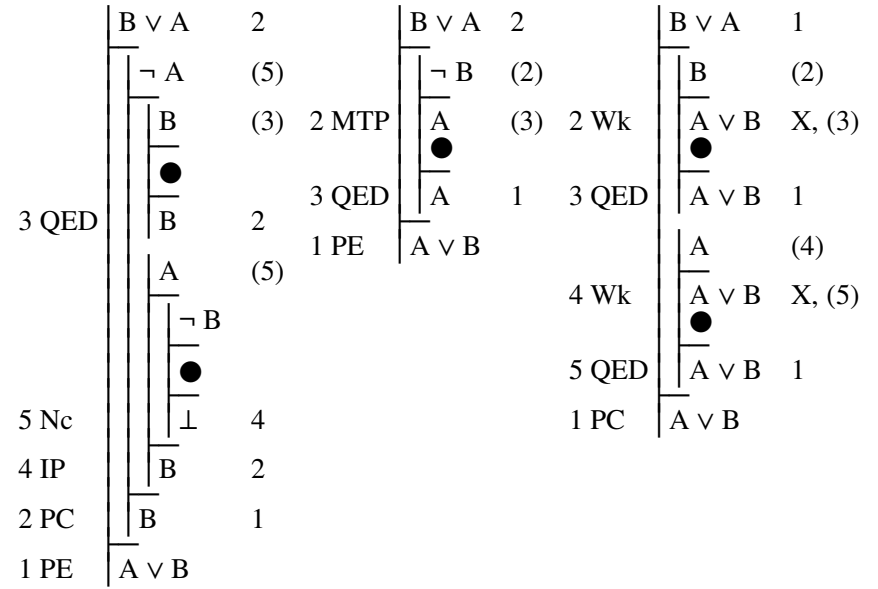 B ∨ A 2
¬ A (5)
B (3)
●
3 QED B 2
A (5)
¬ B
●
5 Nc ⊥ 4
4 IP B 2
2 PC B 1
1 PE A ∨ B
B ∨ A 2
¬ B (2)
2 MTP A (3)
●
3 QED A 1
1 PE A ∨ B
B ∨ A 1
B (2)
2 Wk A ∨ B X, (3)
●
3 QED A ∨ B 1
A (4)
4 Wk A ∨ B X, (5)
●
5 QED A ∨ B 1
1 PC A ∨ B